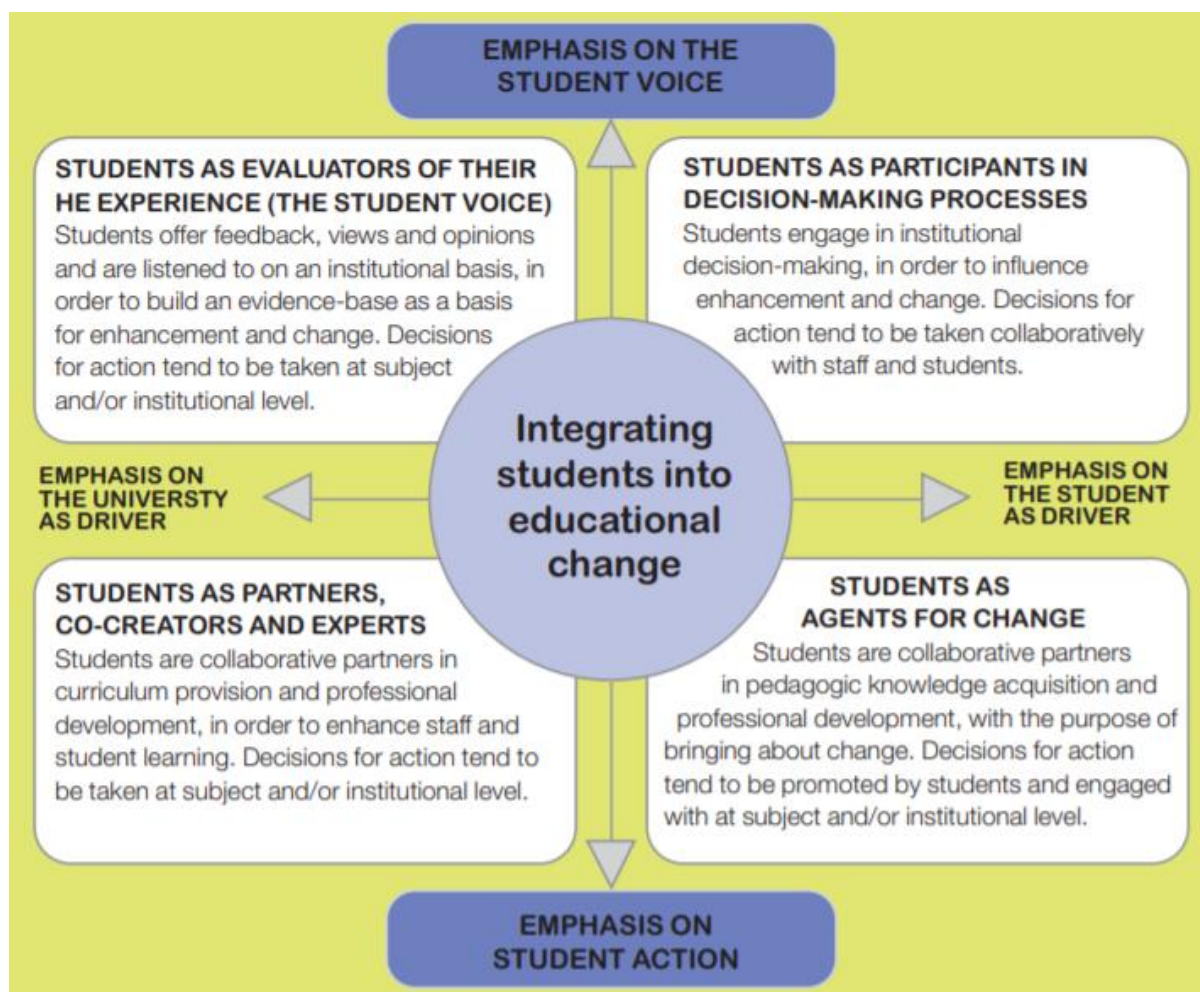 EMPHASIS ON THE
STUDENT VOICE
STUDENTS AS EVALUATORS OF THEIR
HE EXPERIENCE (THE STUDENT VOICE)
Students offer feedback, views and opinions
and are listened to on an institutional basis, in
order to build an evidence-base as a basis
for enhancement and change. Decisions
for action tend to be taken at subject
and/or institutional level.
STUDENTS AS PARTICIPANTS IN
DECISION-MAKING PROCESSES
Students engage in institutional
decision-making, in order to influence
enhancement and change. Decisions for
action tend to be taken collaboratively
with staff and students.
EMPHASIS ON
THE UNIVERSTY
AS DRIVER
Integrating
students into
educational
change
EMPHASIS ON
THE STUDENT
AS DRIVER
STUDENTS AS PARTNERS,
CO-CREATORS AND EXPERTS
Students are collaborative partners in
curriculum provision and professional
development, in order to enhance staff and
student learning. Decisions for action tend to
be taken at subject and/or institutional level.
STUDENTS AS
AGENTS FOR CHANGE
Students are collaborative partners
in pedagogic knowledge acquisition and
professional development, with the purpose of
bringing about change. Decisions for action
tend to be promoted by students and engaged
with at subject and/or institutional level.
EMPHASIS ON
STUDENT ACTION